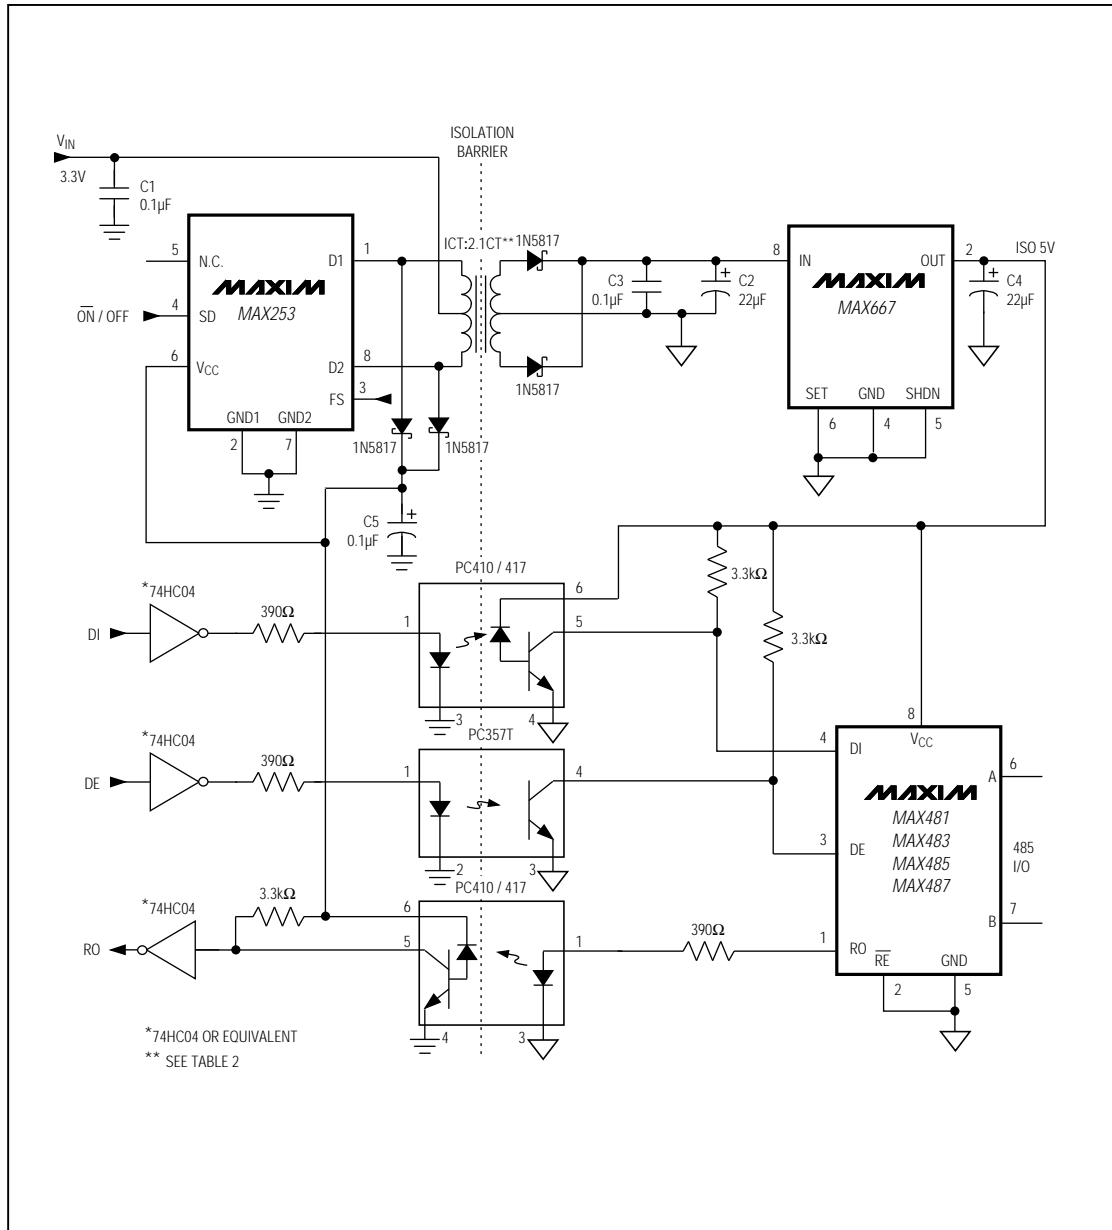 ISOLATION
BARRIER
VIN
3.3V
C1
0.1µF
ICT:2.1CT** 1N5817
5
N.C.
D1
1
MAXIM
MAX253
4
ON / OFF
SD
6
VCC
D2
8
FS
3
GND1
GND2
2
7
1N5817
1N5817
1N5817
C3
0.1µF
+
C2
22µF
8
IN
OUT
2
ISO 5V
MAXIM
MAX667
+
C4
22µF
SET
GND
SHDN
6
4
5
+
C5
0.1µF
PC410 / 417
6
3.3kΩ
*74HC04
DI
390Ω
1
5
3.3kΩ
3
4
PC357T
*74HC04
DE
390Ω
1
4
2
3
8
VCC
4
DI
A
6
MAXIM
MAX481
MAX483
MAX485
MAX487
3
DE
485
I/O
B
7
PC410 / 417
*74HC04
3.3kΩ
6
RO
5
1
390Ω
1
RO
RE
GND
2
5
4
3
*74HC04 OR EQUIVALENT
** SEE TABLE 2